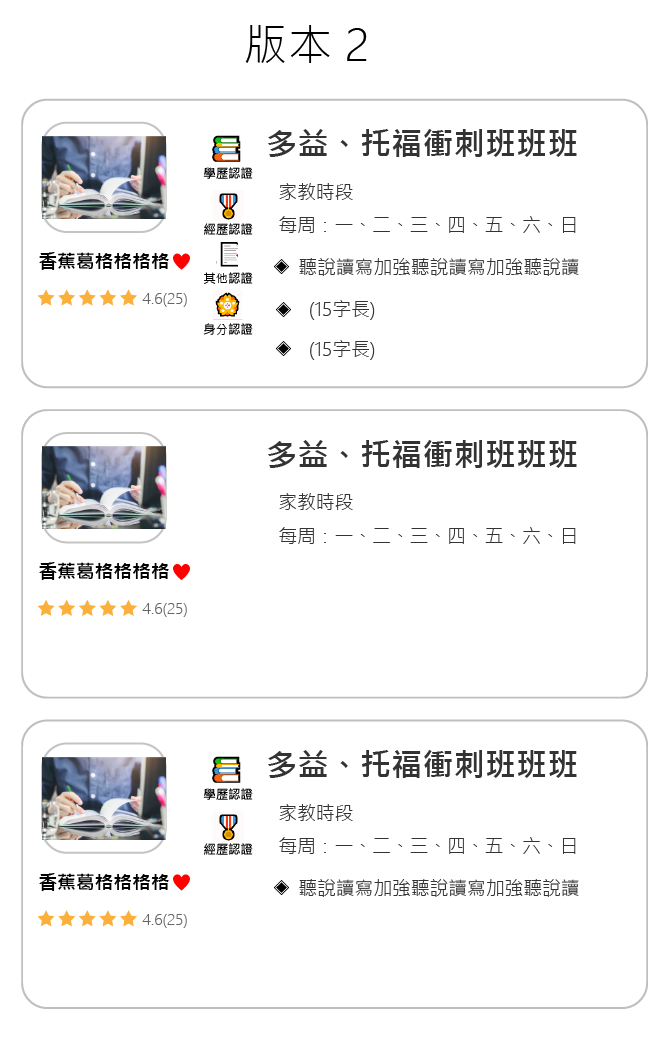 版本 2
多益、托福衝刺班班班
學歷認證
家教時段
經歷認證
每周：一、二、三、四、五、六、日
香蕉葛格格格格
其他認證
◈ 聽說讀寫加強聽說讀寫加強聽說讀
4.6(25)
身分認證
◈ (15字長)
◈ (15字長)
多益、托福衝刺班班班
家教時段
每周：一、二、三、四、五、六、日
香蕉葛格格格格
4.6(25)
多益、托福衝刺班班班
學歷認證
家教時段
經歷認證
每周：一、二、三、四、五、六、日
香蕉葛格格格格
◈ 聽說讀寫加強聽說讀寫加強聽說讀
4.6(25)